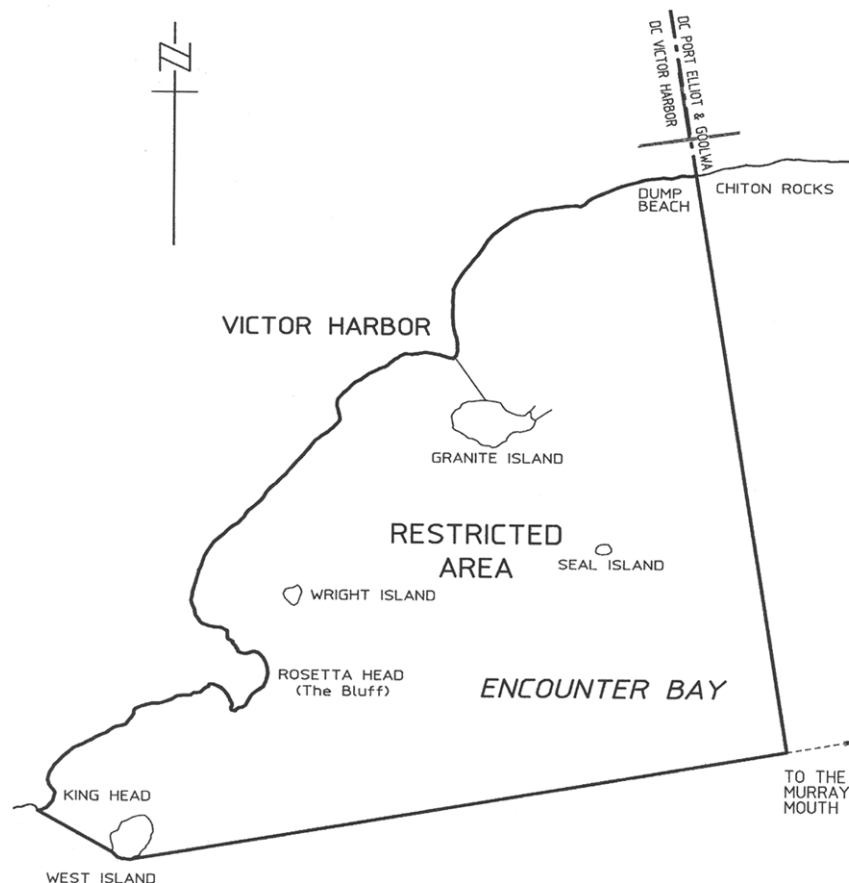 N
DC PORT ELLIOT & GOOLWA
DC VICTOR HARBOR
DUMP
BEACH
CHITON ROCKS
VICTOR HARBOR
GRANITE ISLAND
RESTRICTED
AREA
SEAL ISLAND
WRIGHT ISLAND
ROSETTA HEAD
(The Bluff)
ENCOUNTER BAY
KING HEAD
TO THE
MURRAY
MOUTH
WEST ISLAND